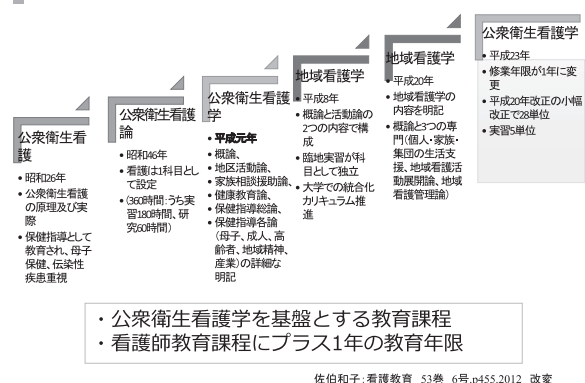 公衆衛生看
護
• 昭和26年
• 公衆衛生看護
の原理及び実
際
• 保健指導として
教育され、母子
保健、伝染性
疾患重視
公衆衛生看護
論
• 昭和46年
• 看護は1科目とし
て設定
• (360時間:うち実
習180時間、研
究60時間)
公衆衛生看護
学
• 平成元年
• 概論、
• 地区活動論、
• 家族相談援助論、
• 健康教育論、
• 保健指導総論、
• 保健指導各論
(母子、成人、高
齢者、地域精神、
産業)の詳細な
明記
地域看護学
• 平成8年
• 概論と活動論の
2つの内容で構
成
• 臨地実習が科
目として独立
• 大学での統合化
カリキュラム推
進
地域看護学
• 平成20年
• 地域看護学の
内容を明記
• 概論と3つの専
門(個人・家族・
集団の生活支
援、地域看護活
動展開論、地域
看護管理論)
公衆衛生看護学
• 平成23年
• 修業年限が1年に変
更
• 平成20年改正の小幅
改正で28単位
• 実習5単位
・公衆衛生看護学を基盤とする教育課程
・看護師教育課程にプラス1年の教育年限
佐伯和子:看護教育 53巻 6号,p455,2012 改変